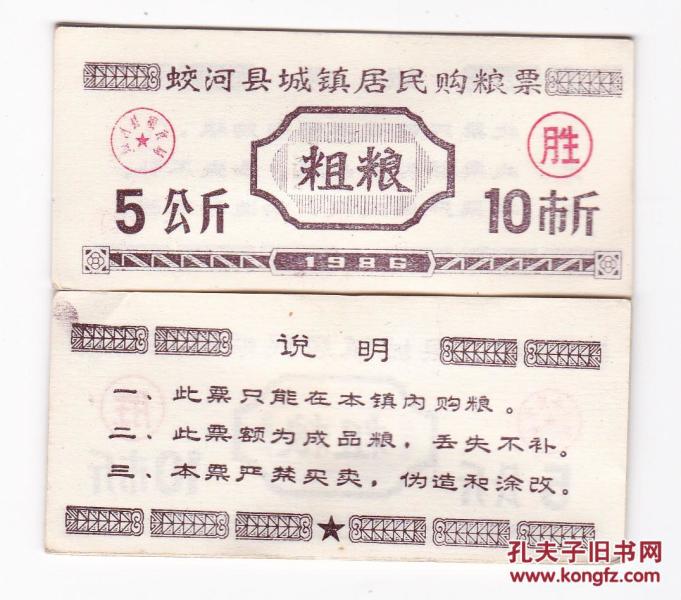 蛟河县城镇居民购粮票
胜
粗粮
5公斤
10市斤
1986
说明
一、此票只能在本镇内购粮。
二、此票额为成品粮，丢失不补。
三、本票严禁买卖，伪造和涂改。
孔夫子旧书网
www.kongfz.com